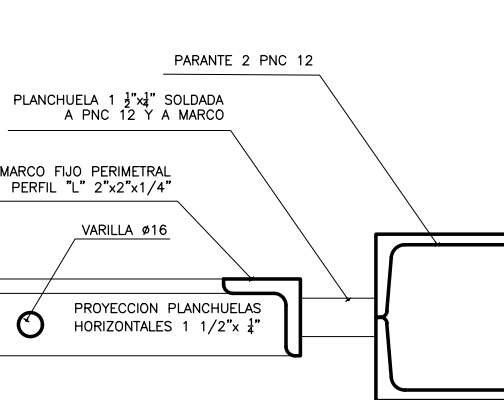 PARANTE 2 PNC 12
PLANCHUELA 1 1/2"x1/4" SOLDADA
A PNC 12 Y A MARCO
MARCO FIJO PERIMETRAL
PERFIL "L" 2"x2"x1/4"
VARILLA ø16
PROYECCION PLANCHUELAS
HORIZONTALES 1 1/2"x 1/4"